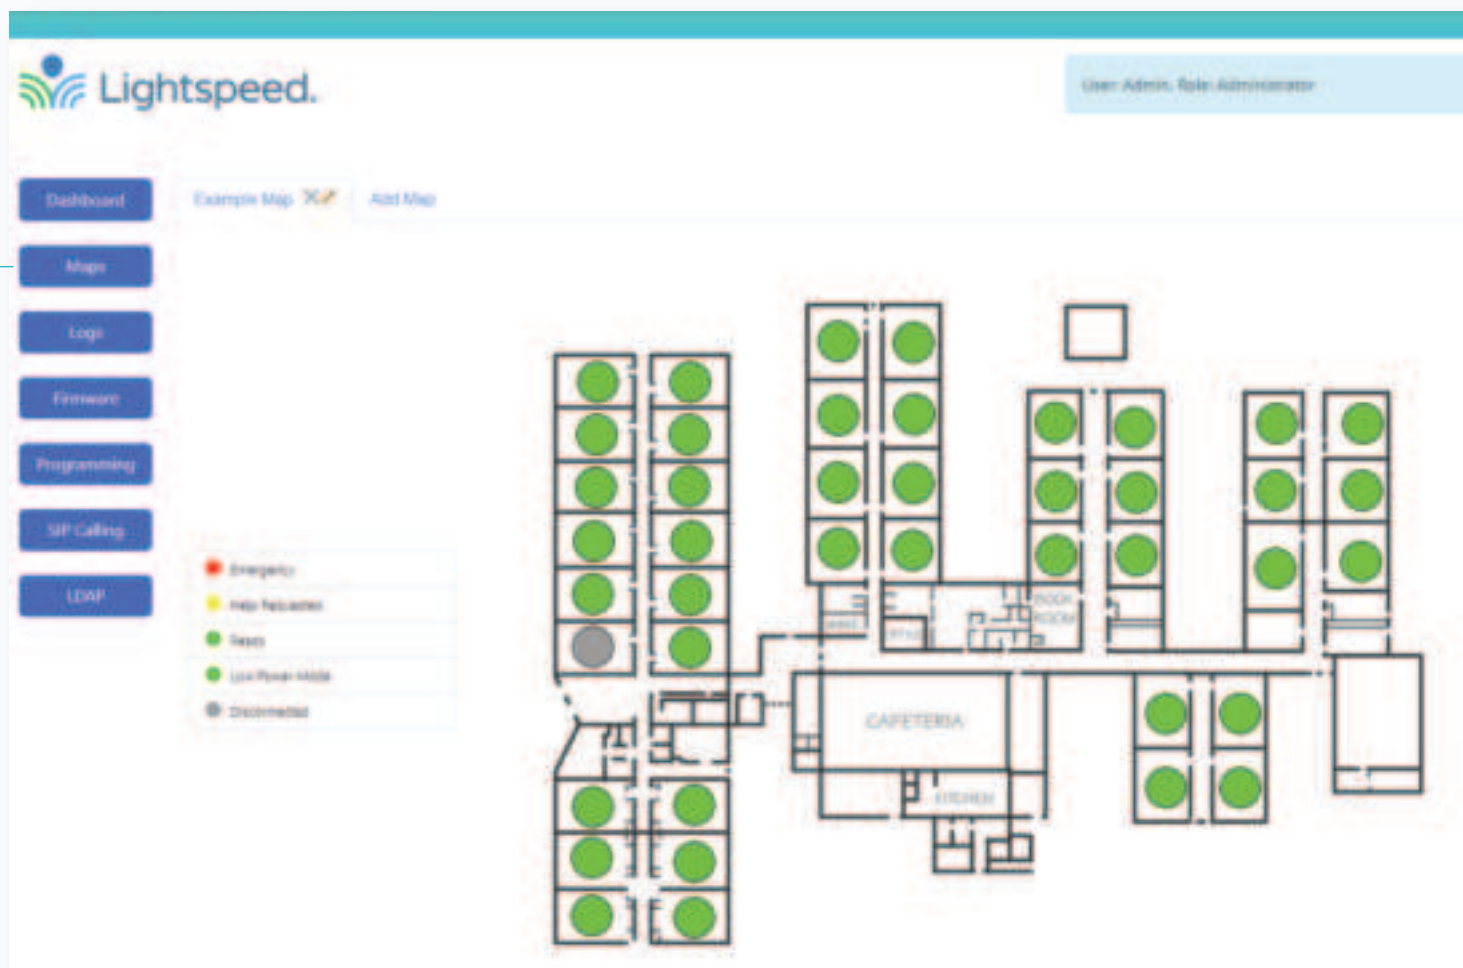 Lightspeed.
User: Admin, Role: Administrator
Dashboard
Example Map
Add Map
Maps
Logs
Firmware
Programming
SIP Calling
LDAP
Emergency
Help Requested
Ready
Low Power Mode
Disconnected
BOOK
ROOM
CAFETERIA
KITCHEN